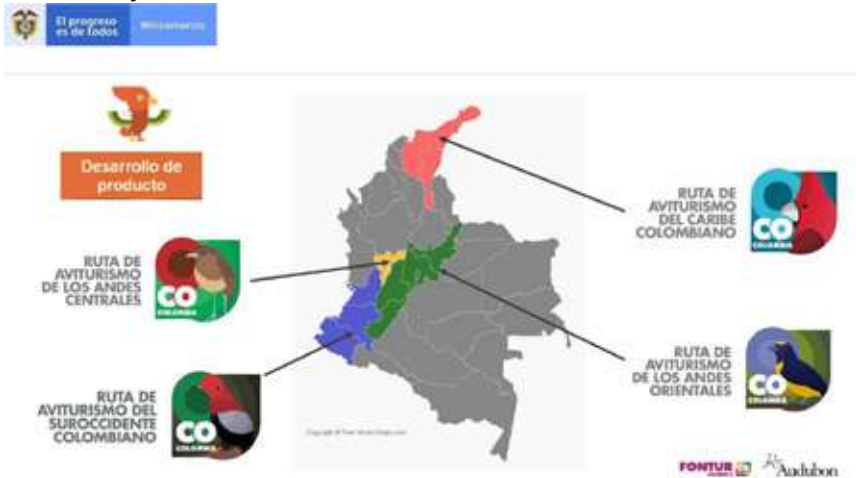 El progreso
es de todos
Mincomercio
Desarrollo de
producto
RUTA DE
AVITURISMO
DEL CARIBE
COLOMBIANO
CO
COLOMBIA
RUTA DE
AVITURISMO
DE LOS ANDES
CENTRALES
CO
COLOMBIA
RUTA DE
AVITURISMO
DE LOS ANDES
ORIENTALES
CO
COLOMBIA
RUTA DE
AVITURISMO DEL
SUROCCIDENTE
COLOMBIANO
CO
COLOMBIA
FONTUR
Audubon